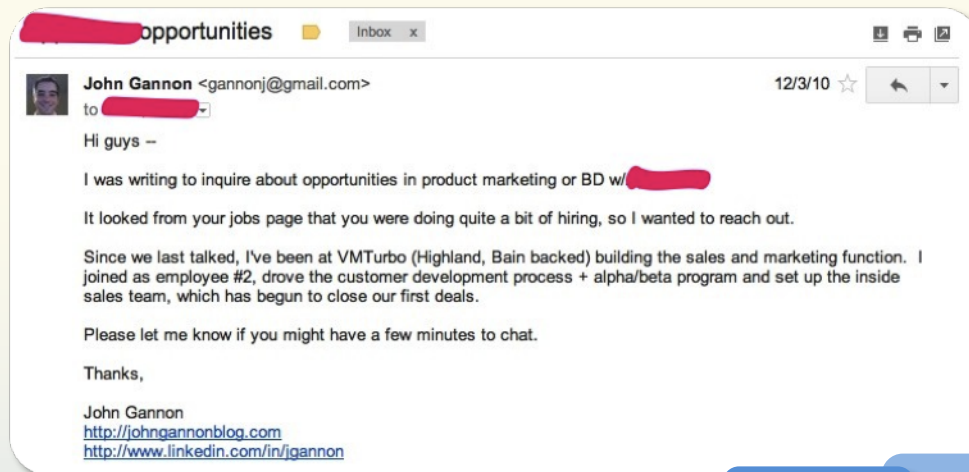 opportunities Inbox x
John Gannon <gannonj@gmail.com> 12/3/10
to
Hi guys --
I was writing to inquire about opportunities in product marketing or BD w/
It looked from your jobs page that you were doing quite a bit of hiring, so I wanted to reach out.
Since we last talked, I've been at VMTurbo (Highland, Bain backed) building the sales and marketing function. I
joined as employee #2, drove the customer development process + alpha/beta program and set up the inside
sales team, which has begun to close our first deals.
Please let me know if you might have a few minutes to chat.
Thanks,
John Gannon
http://johngannonblog.com
http://www.linkedin.com/in/jgannon